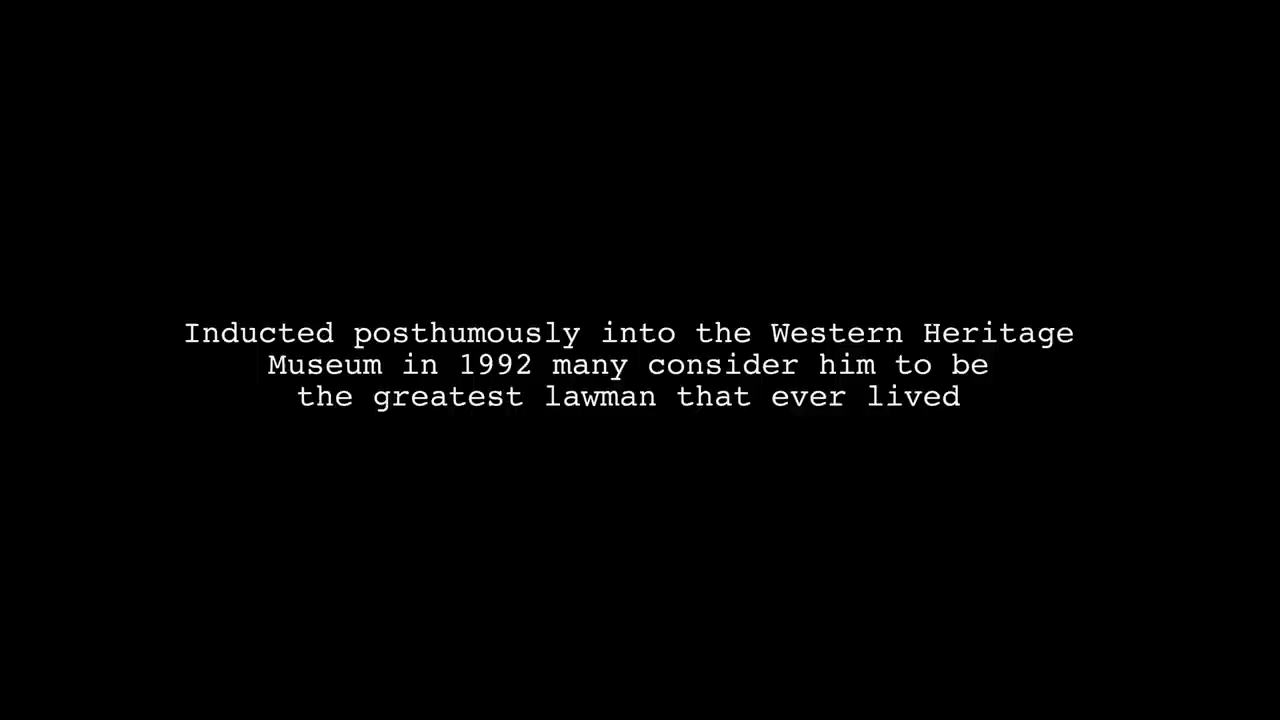 Inducted posthumously into the Western Heritage
Museum in 1992 many consider him to be
the greatest lawman that ever lived